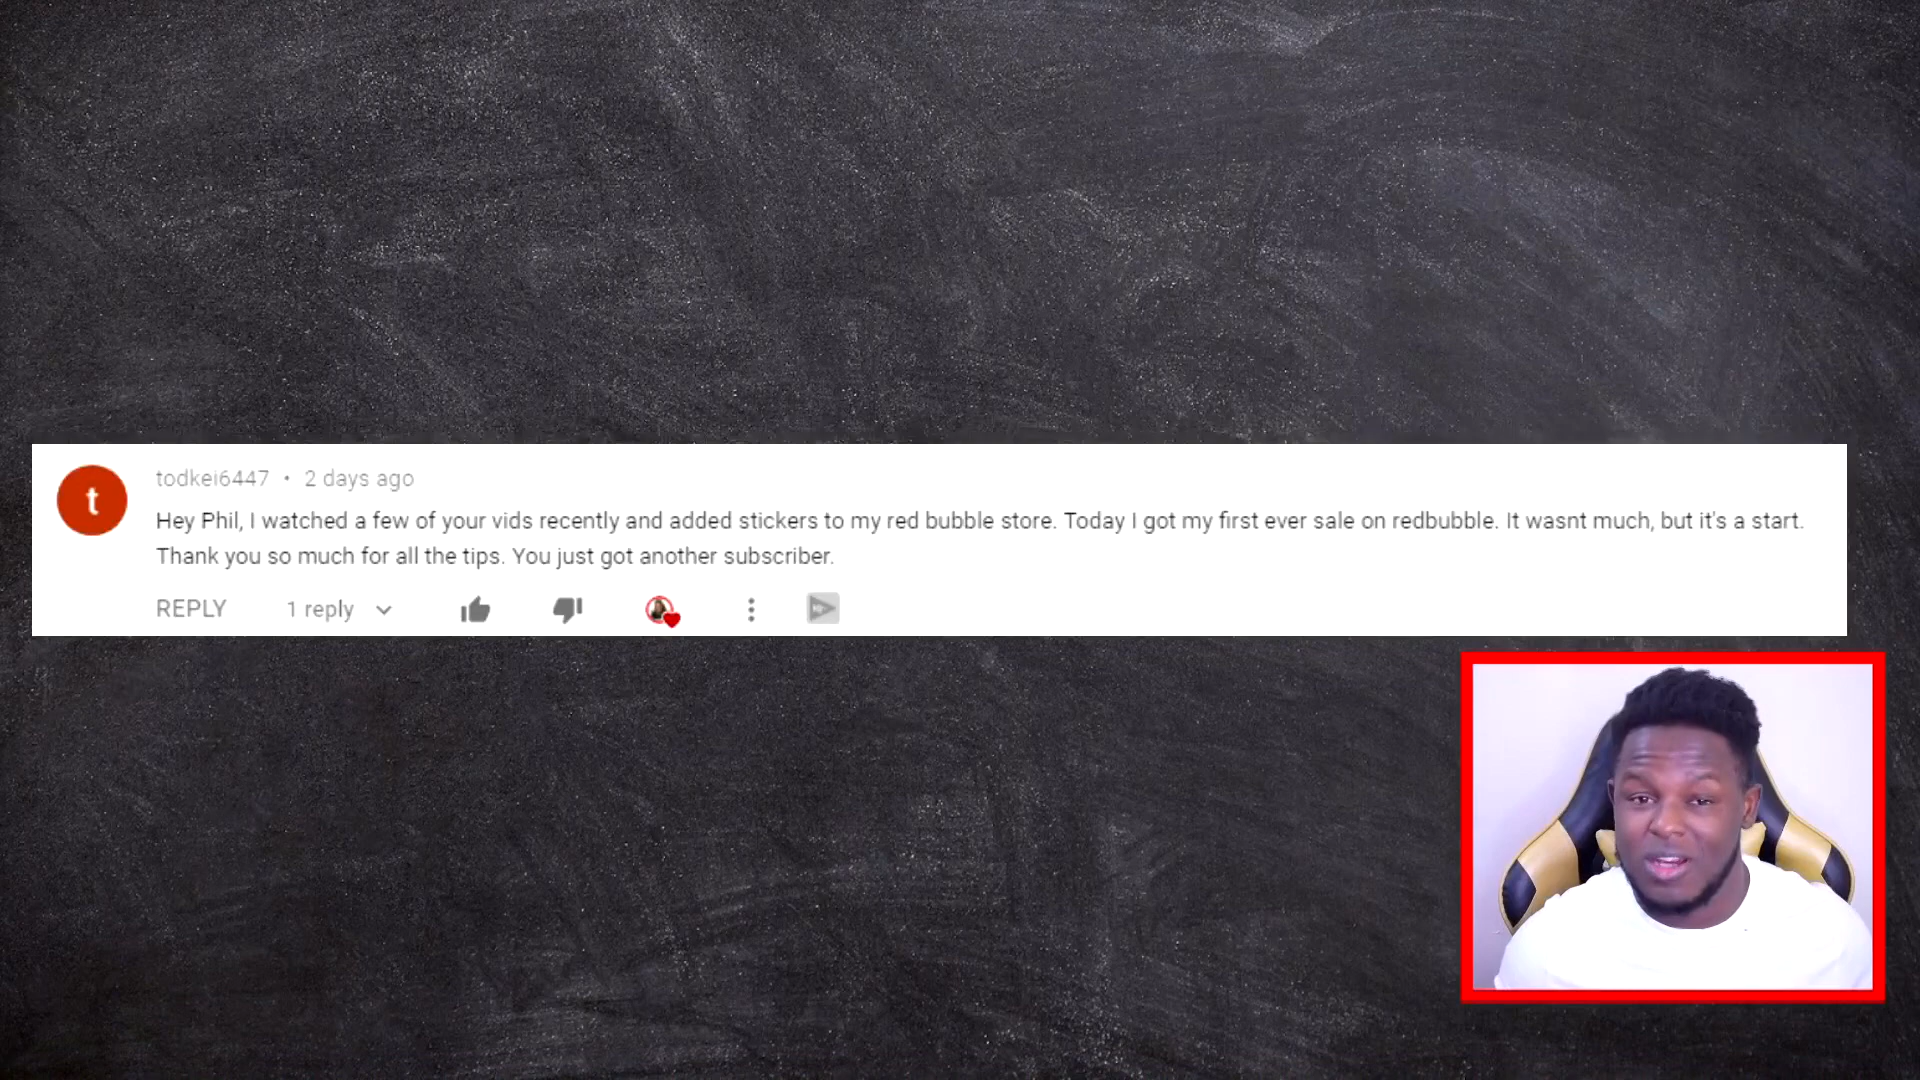 t
todkei6447 • 2 days ago
Hey Phil, I watched a few of your vids recently and added stickers to my red bubble store. Today I got my first ever sale on redbubble. It wasnt much, but it's a start.
Thank you so much for all the tips. You just got another subscriber.
REPLY 1 reply